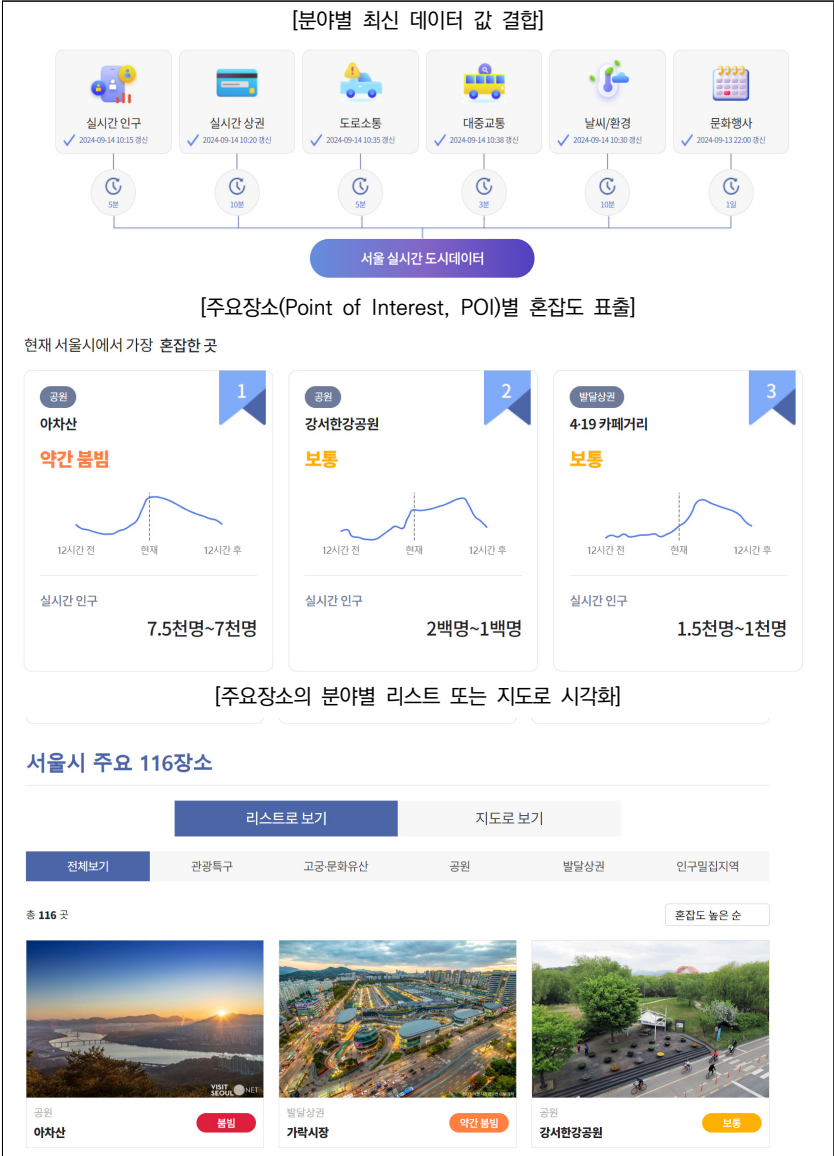 [분야별 최신 데이터 값 결합]
실시간 인구 실시간 상권 도로소통 대중교통 날씨/환경 문화행사
2024-09-14 10:15 갱신 2024-09-14 10:20 갱신 2024-09-14 10:35 갱신 2024-09-14 10:38 갱신 2024-09-14 10:30 갱신 2024-09-13 22:00 갱신
5분 10분 5분 3분 10분 1일
서울 실시간 도시데이터
[주요장소(Point of Interest, POI)별 혼잡도 표출]
현재 서울시에서 가장 혼잡한 곳
1
공원
아차산
약간 붐빔
12시간 전 현재 12시간 후
실시간 인구
7.5천명~7천명
2
공원
강서한강공원
보통
12시간 전 현재 12시간 후
실시간 인구
2백명~1백명
3
발달상권
4·19 카페거리
보통
12시간 전 현재 12시간 후
실시간 인구
1.5천명~1천명
[주요장소의 분야별 리스트 또는 지도로 시각화]
서울시 주요 116장소
리스트로 보기 지도로 보기
전체보기 관광특구 고궁·문화유산 공원 발달상권 인구밀집지역
총 116 곳 혼잡도 높은 순
VISIT
SEOUL NET
공원
아차산 붐빔
발달상권
가락시장 약간 붐빔
공원
강서한강공원 보통